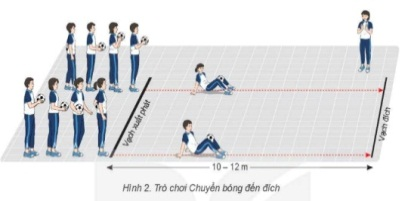 Vạch xuất phát
Vạch đích
10 – 12 m
Hình 2. Trò chơi Chuyền bóng đến đích